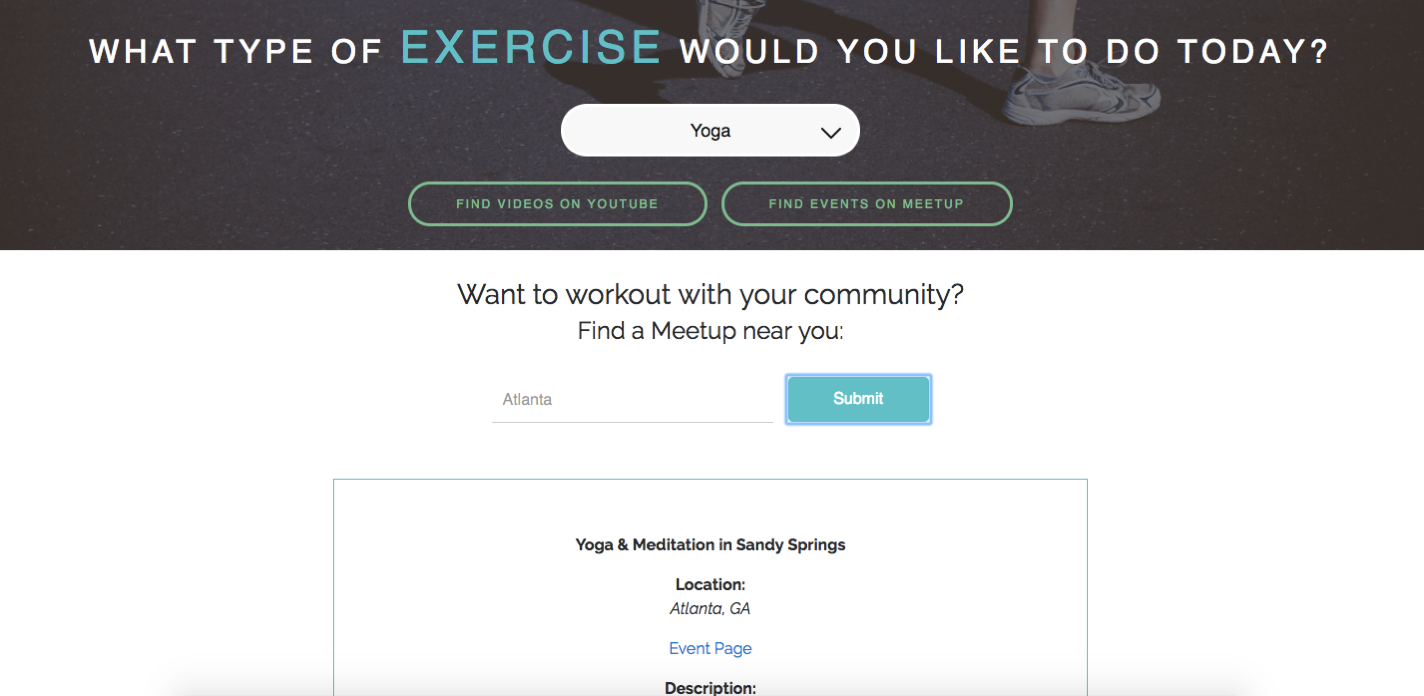 WHAT TYPE OF EXERCISE WOULD YOU LIKE TO DO TODAY?
Yoga
FIND VIDEOS ON YOUTUBE FIND EVENTS ON MEETUP
Want to workout with your community?
Find a Meetup near you:
Atlanta Submit
Yoga & Meditation in Sandy Springs
Location:
Atlanta, GA
Event Page
Description: